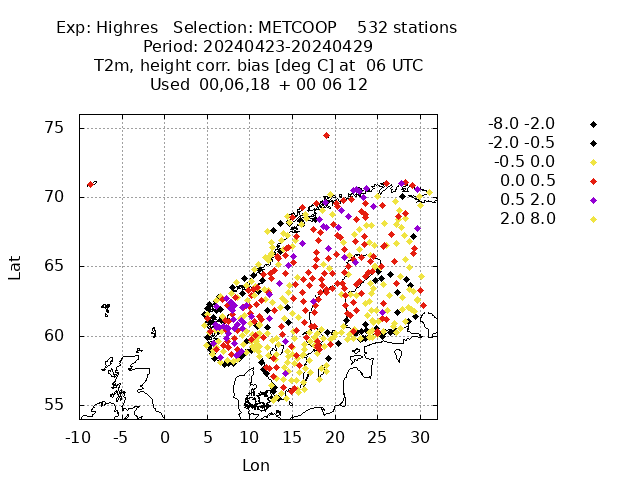 Exp: Highres   Selection: METCOOP    532 stations
Period: 20240423-20240429
T2m, height corr. bias [deg C] at  06 UTC
Used  00,06,18  + 00 06 12
-8.0 -2.0
-2.0 -0.5
-0.5 0.0
0.0 0.5
0.5 2.0
2.0 8.0
75
70
65
60
55
Lat
-10 -5 0 5 10 15 20 25 30
Lon